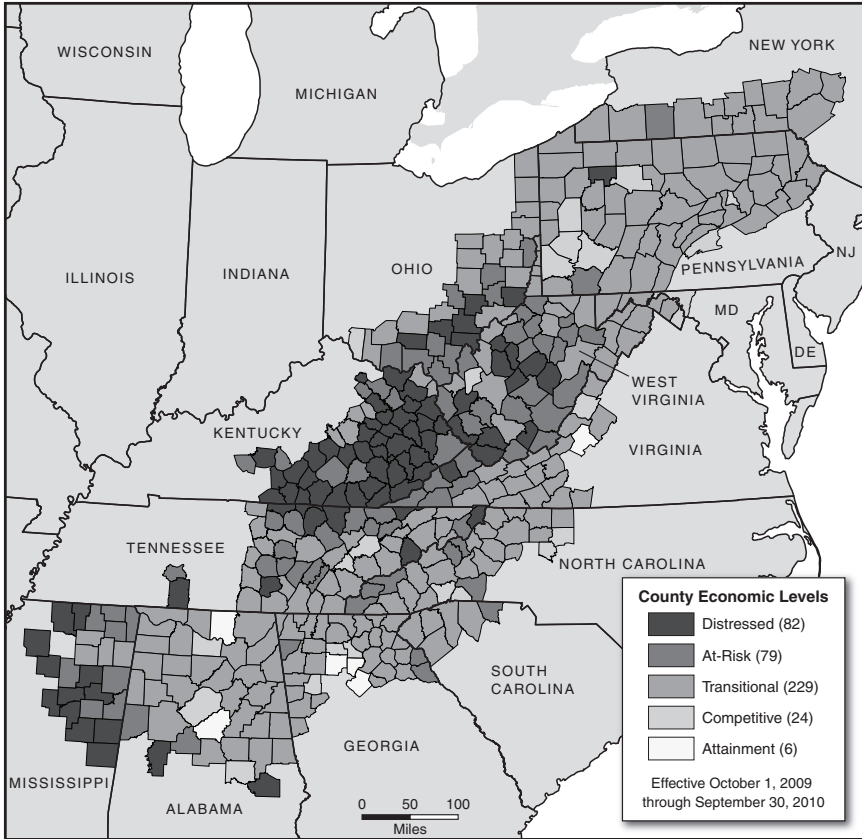 WISCONSIN
MICHIGAN
NEW YORK
ILLINOIS
INDIANA
OHIO
PENNSYLVANIA
NJ
MD
DE
WEST
VIRGINIA
VIRGINIA
KENTUCKY
TENNESSEE
NORTH CAROLINA
SOUTH
CAROLINA
GEORGIA
MISSISSIPPI
ALABAMA
0 50 100
Miles
County Economic Levels
Distressed (82)
At-Risk (79)
Transitional (229)
Competitive (24)
Attainment (6)
Effective October 1, 2009
through September 30, 2010